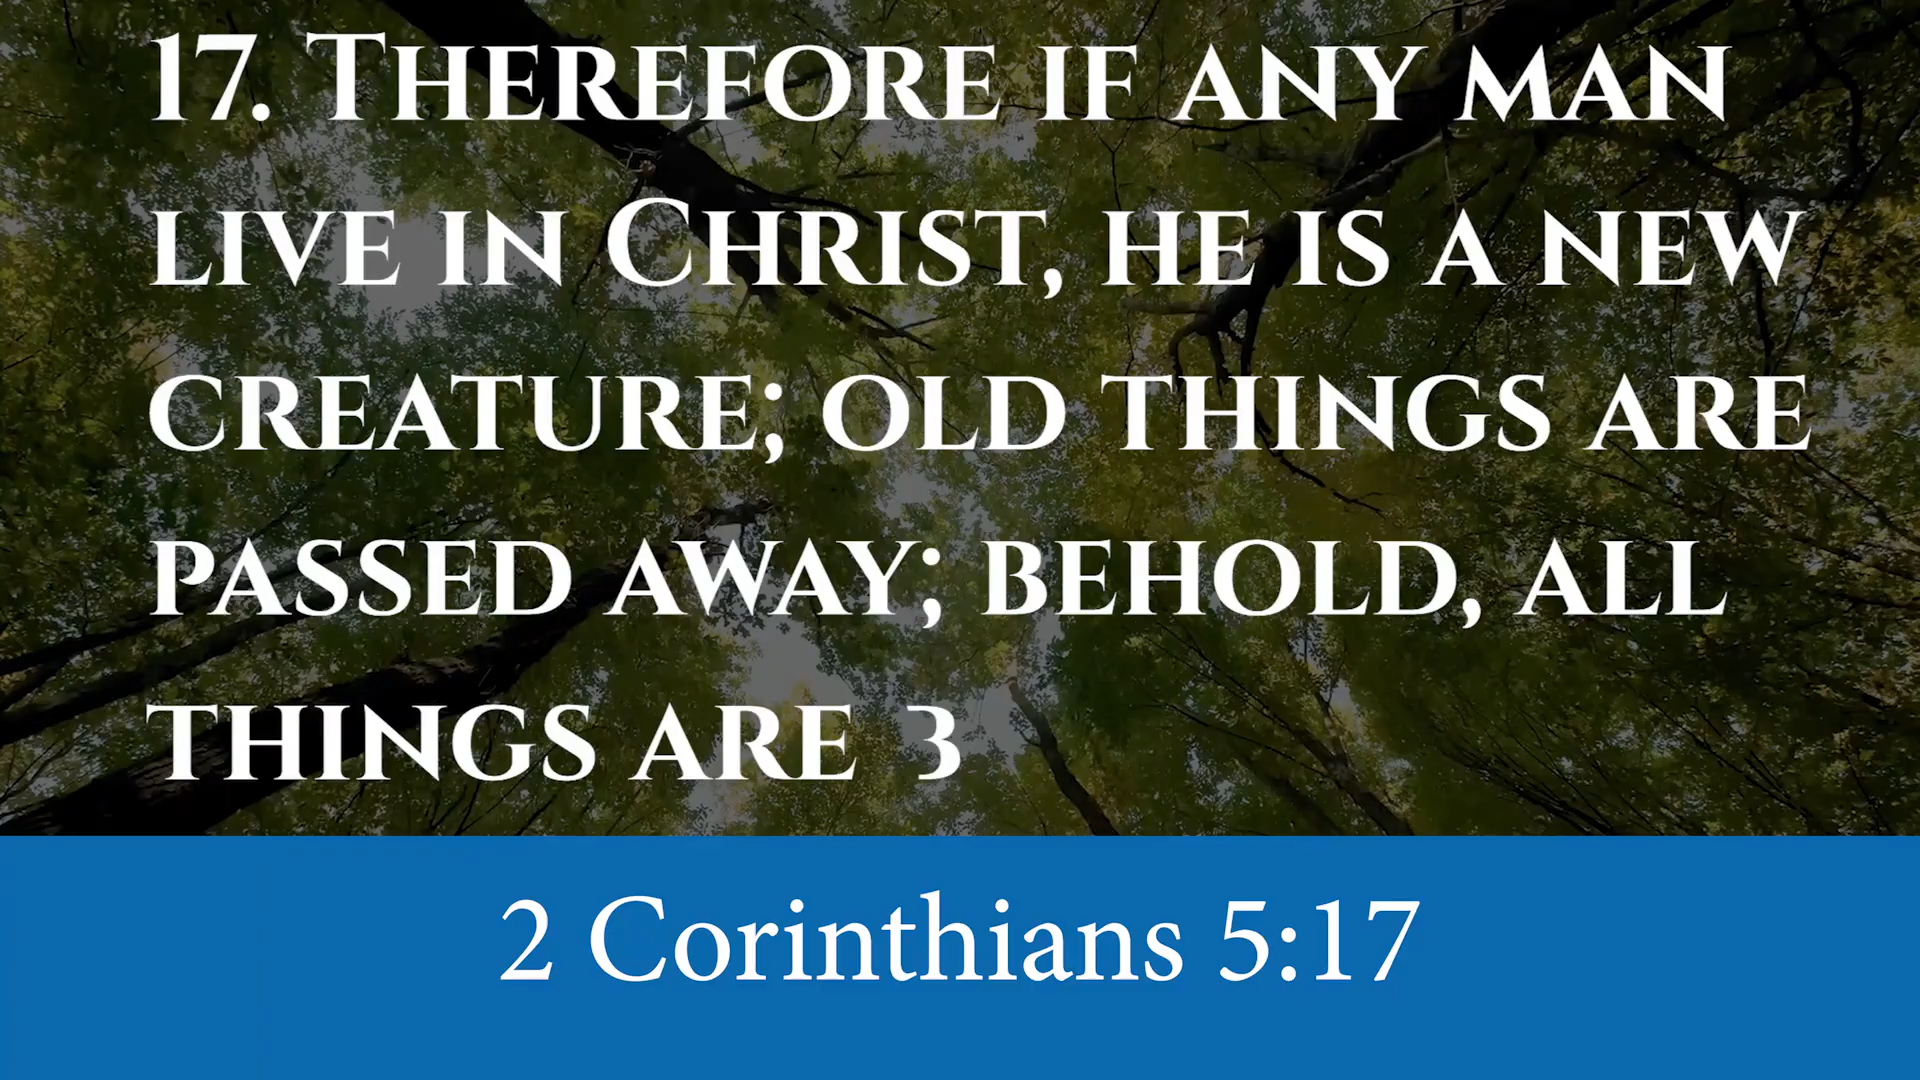 17. Therefore if any man
live in Christ, he is a new
creature; old things are
passed away; behold, all
things are 3
2 Corinthians 5:17